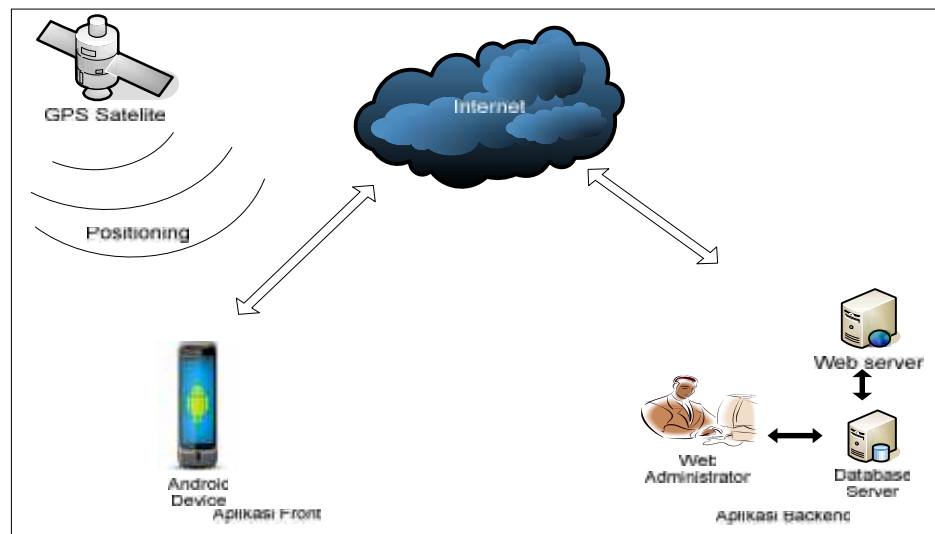 GPS Satelite
Internet
Positioning
Web server
Android
Device
Aplikasi Front
Web
Administrator
Database
Server
Aplikasi Backend